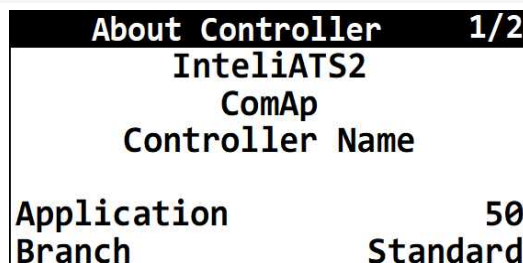 About Controller 1/2
InteliATS2
ComAp
Controller Name
Application 50
Branch Standard